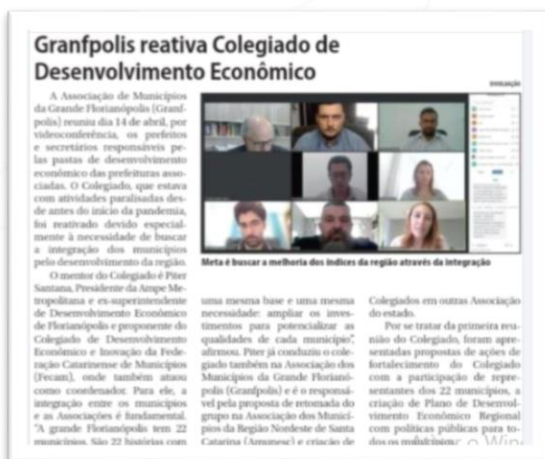 Granfpolis reativa Colegiado de
Desenvolvimento Econômico
DIVULGAÇÃO
A Associação de Municípios
da Grande Florianópolis (Granf-
polis) reuniu dia 14 de abril, por
videoconferência, os prefeitos
e secretários responsáveis pe-
las pastas de desenvolvimento
econômico das prefeituras asso-
ciadas. O Colegiado, que estava
com atividades paralisadas des-
de antes do início da pandemia,
foi reativado devido especial-
mente à necessidade de buscar
a integração dos municípios
pelo desenvolvimento da região.
O mentor do Colegiado é Piter
Santana, Presidente da Ampe Me-
tropolitana e ex-superintendente
de Desenvolvimento Econômico
de Florianópolis e proponente do
Colegiado de Desenvolvimento
Econômico e Inovação da Fede-
ração Catarinense de Municípios
(Fecam), onde também atuou
como coordenador. Para ele, a
integração entre os municípios
e as Associações é fundamental.
"A grande Florianópolis tem 22
municípios. São 22 histórias com
Meta é buscar a melhoria dos índices da região através da integração
uma mesma base e uma mesma
necessidade: ampliar os inves-
timentos para potencializar as
qualidades de cada município",
afirmou. Piter já conduziu o cole-
giado também na Associação dos
Municípios da Grande Florianó-
polis (Granfpolis) e é o responsá-
vel pela proposta de retomada do
grupo na Associação dos Municí-
pios da Região Nordeste de Santa
Catarina (Amunesc) e criação de
Colegiados em outras Associação
do estado.
Por se tratar da primeira reu-
nião do Colegiado, foram apre-
sentadas propostas de ações de
fortalecimento do Colegiado
com a participação de repre-
sentantes dos 22 municípios, a
criação de Plano de Desenvol-
vimento Econômico Regional
com políticas públicas para to-
dos os municípios.